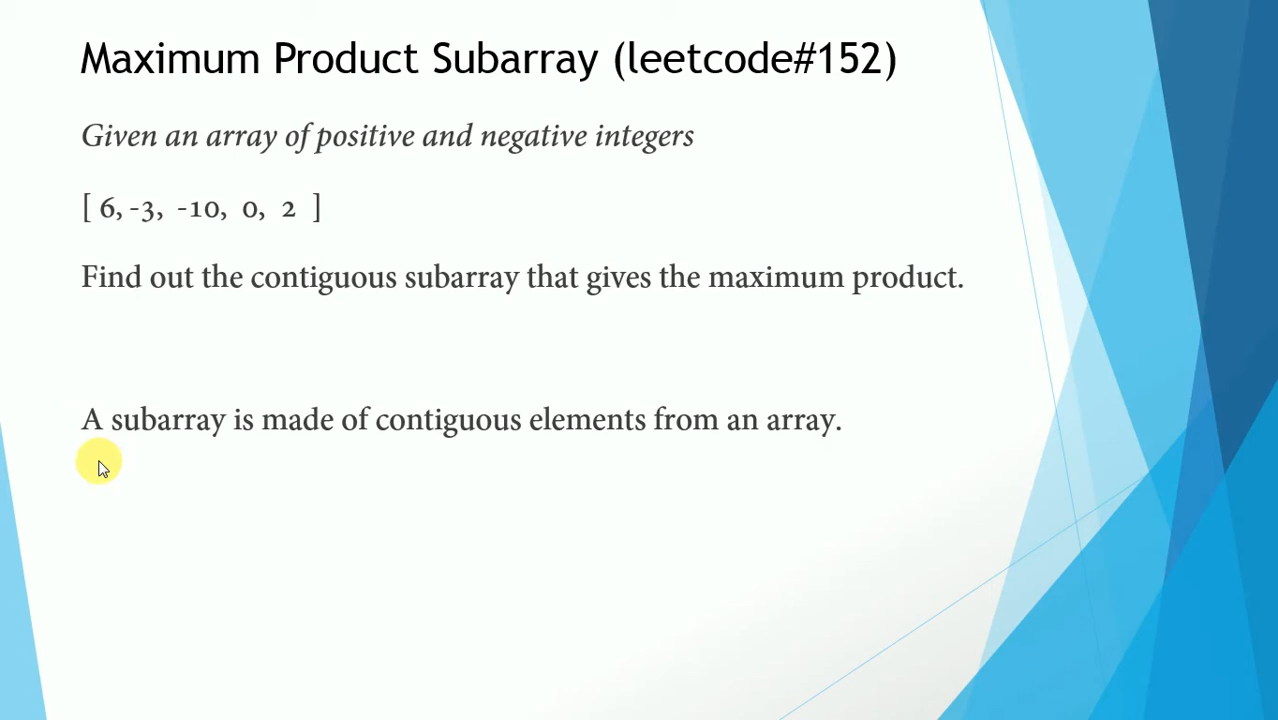 Maximum Product Subarray (leetcode#152)
Given an array of positive and negative integers
[ 6, -3, -10, 0, 2 ]
Find out the contiguous subarray that gives the maximum product.
A subarray is made of contiguous elements from an array.